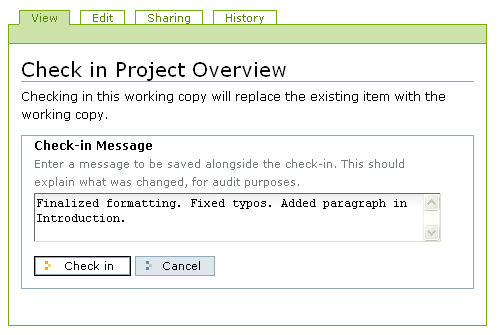 View Edit Sharing History
Check in Project Overview
Checking in this working copy will replace the existing item with the
working copy.
Check-in Message
Enter a message to be saved alongside the check-in. This should
explain what was changed, for audit purposes.
Finalized formatting. Fixed typos. Added paragraph in
Introduction.
Check in Cancel